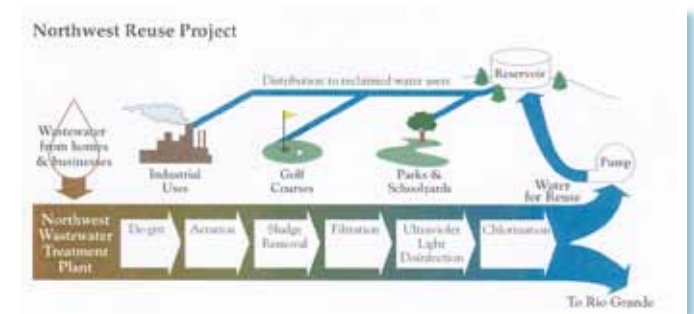 Northwest Reuse Project
Distribution to reclaimed water users
Reservoir
Wastewater
from homes
& businesses
Industrial
Uses
Golf
Courses
Parks &
Schoolyards
Water
for Reuse
Pump
Northwest
Wastewater
Treatment
Plant
De-grit
Aeration
Sludge
Removal
Filtration
Ultraviolet
Light
Disinfection
Chlorination
To Rio Grande